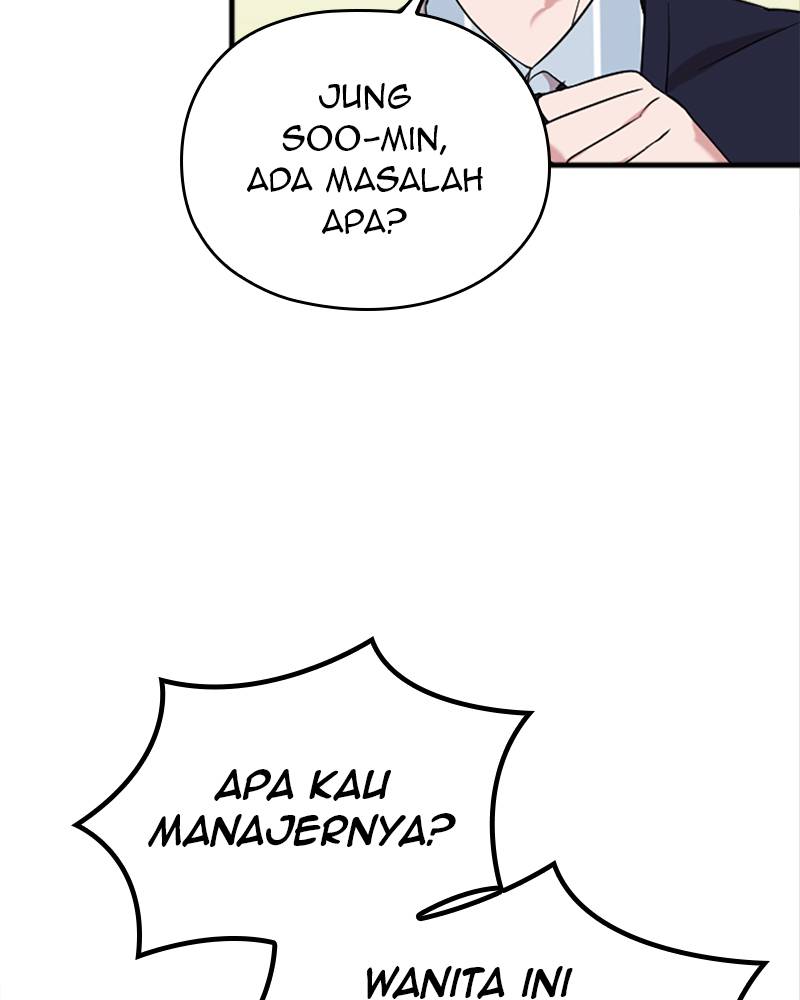 JUNG
SOO-MIN,
ADA MASALAH
APA?
APA KAU
MANAJERNYA?
WANITA INI